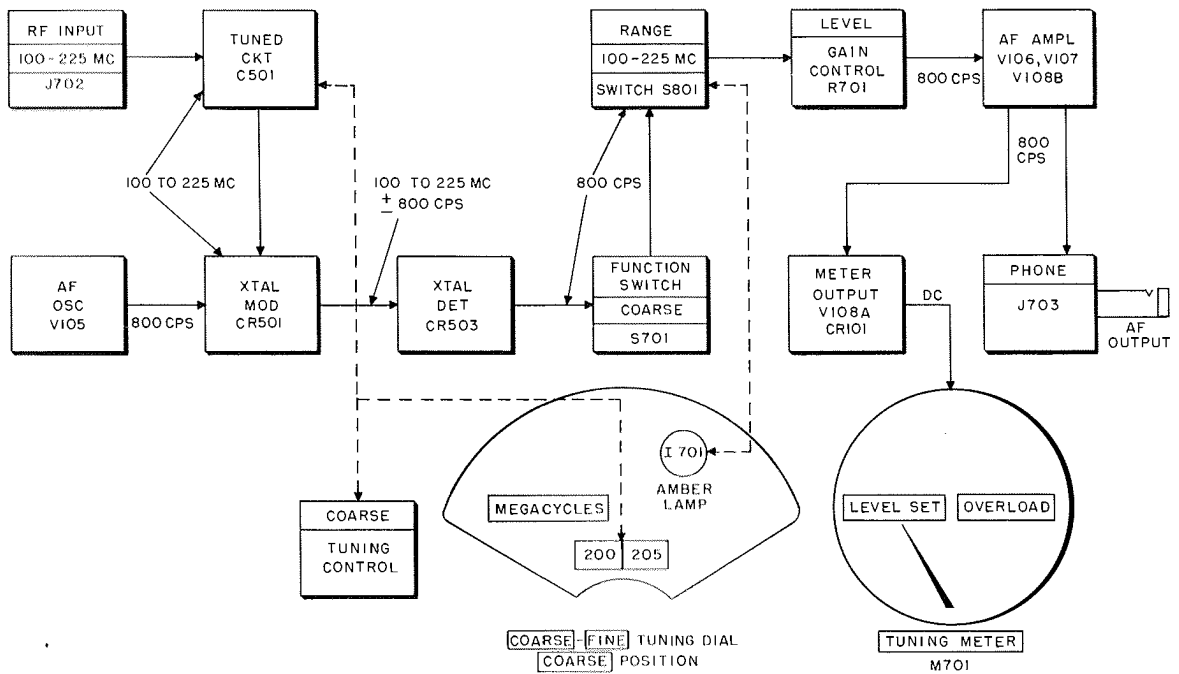 RF INPUT
100-225 MC
J702
TUNED
CKT
C501
RANGE
100-225 MC
SWITCH S801
LEVEL
GAIN
CONTROL
R701
800 CPS
AF AMPL
V106, V107
V108B
100 TO 225 MC
100 TO 225 MC
± 800 CPS
800 CPS
800
CPS
AF
OSC
V105
800 CPS
XTAL
MOD
CR501
XTAL
DET
CR503
FUNCTION
SWITCH
COARSE
S701
METER
OUTPUT
V108A
CR101
DC
PHONE
J703
AF
OUTPUT
COARSE
TUNING
CONTROL
MEGACYCLES
I 701
AMBER
LAMP
200 205
LEVEL SET OVERLOAD
COARSE-FINE TUNING DIAL
COARSE POSITION
TUNING METER
M701